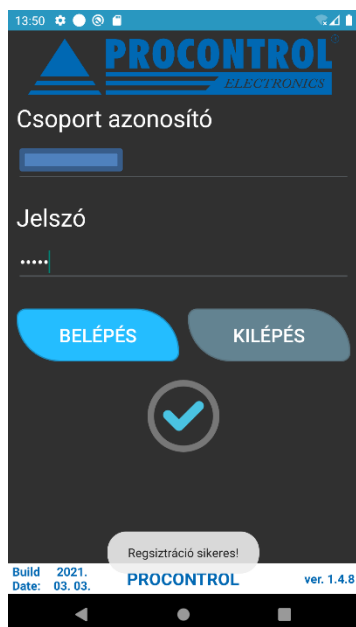 13:50
PROCONTROL®
ELECTRONICS
Csoport azonosító
Jelszó
•••••
BELÉPÉS
KILÉPÉS
Regsiztráció sikeres!
Build Date: 2021. 03. 03.
PROCONTROL
ver. 1.4.8